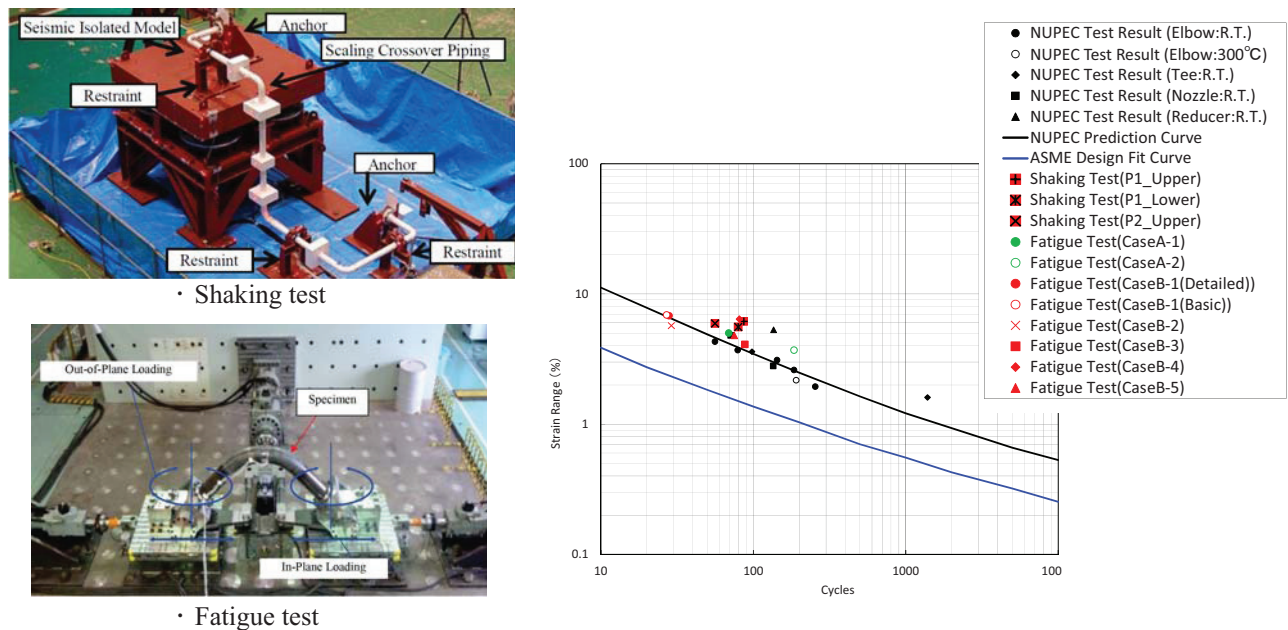 Seismic Isolated Model
Anchor
Scaling Crossover Piping
Restraint
Anchor
Restraint
Restraint
· Shaking test
Out-of-Plane Loading
Specimen
In-Plane Loading
· Fatigue test
NUPEC Test Result (Elbow:R.T.)
NUPEC Test Result (Elbow:300℃)
NUPEC Test Result (Tee:R.T.)
NUPEC Test Result (Nozzle:R.T.)
NUPEC Test Result (Reducer:R.T.)
NUPEC Prediction Curve
ASME Design Fit Curve
Shaking Test(P1_Upper)
Shaking Test(P1_Lower)
Shaking Test(P2_Upper)
Fatigue Test(CaseA-1)
Fatigue Test(CaseA-2)
Fatigue Test(CaseB-1(Detailed))
Fatigue Test(CaseB-1(Basic))
Fatigue Test(CaseB-2)
Fatigue Test(CaseB-3)
Fatigue Test(CaseB-4)
Fatigue Test(CaseB-5)
100
10
1
0.1
Strain Range (%)
10
100
1000
100
Cycles